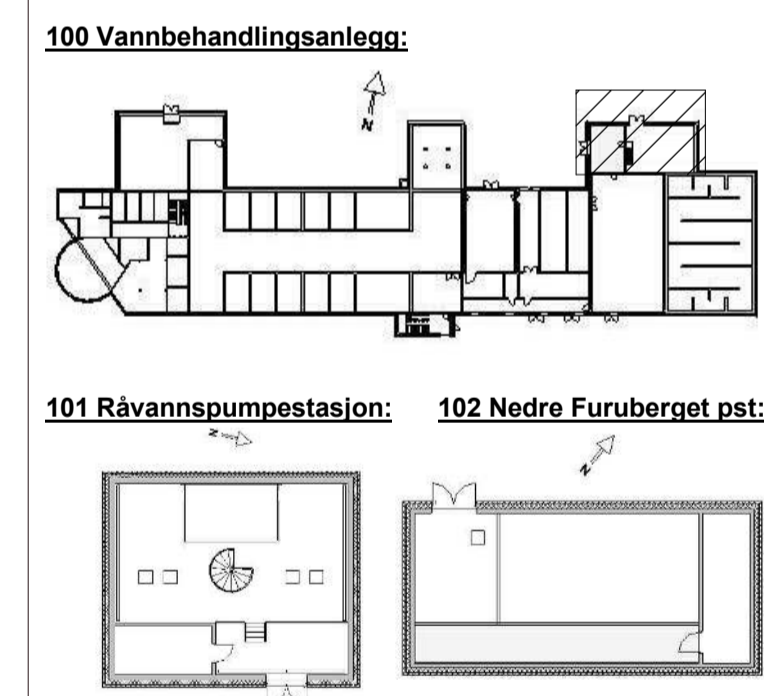 100 Vannbehandlingsanlegg:
N
101 Råvannspumpestasjon:
102 Nedre Furuberget pst:
N
N